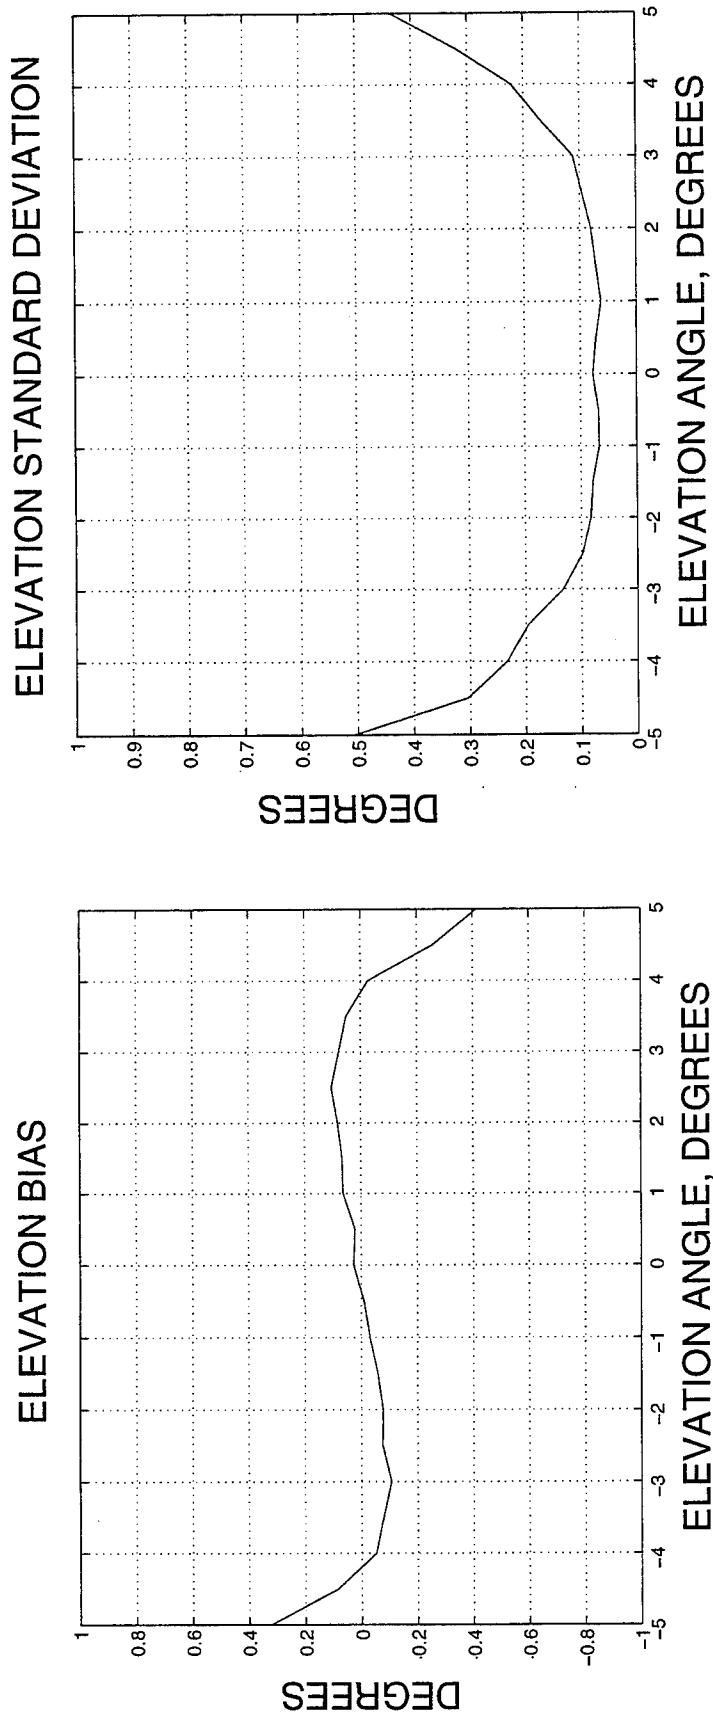 ELEVATION BIAS
DEGREES
1
0.8
0.6
0.4
0.2
0
-0.2
-0.4
-0.6
-0.8
-1
-5 -4 -3 -2 -1 0 1 2 3 4 5
ELEVATION ANGLE, DEGREES
ELEVATION STANDARD DEVIATION
DEGREES
1
0.9
0.8
0.7
0.6
0.5
0.4
0.3
0.2
0.1
0
-5 -4 -3 -2 -1 0 1 2 3 4 5
ELEVATION ANGLE, DEGREES